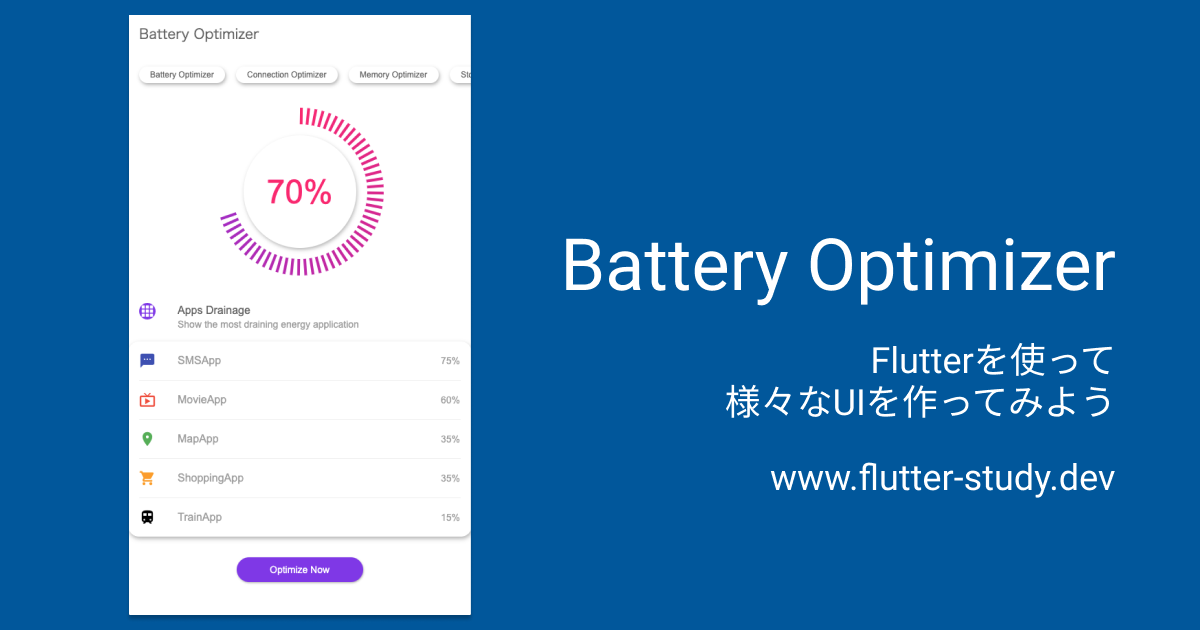 Battery Optimizer
Battery Optimizer
Connection Optimizer
Memory Optimizer
Sto
70%
Apps Drainage
Show the most draining energy application
SMSApp 75%
MovieApp 60%
MapApp 35%
ShoppingApp 35%
TrainApp 15%
Optimize Now
Battery Optimizer
Flutterを使って
様々なUIを作ってみよう
www.flutter-study.dev